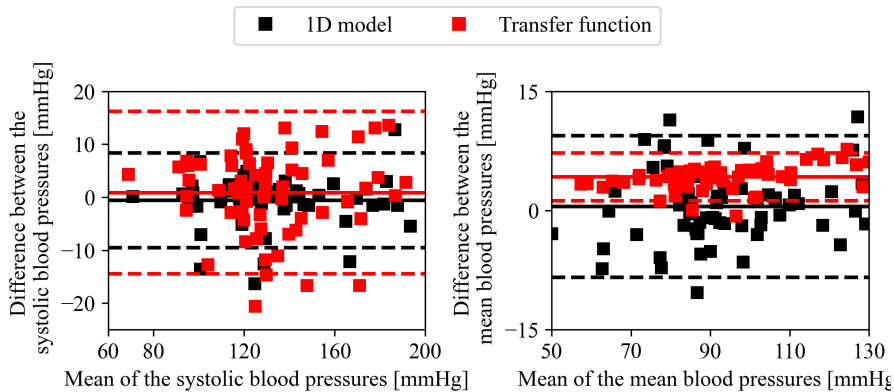 1D model
Transfer function
Difference between the
systolic blood pressures [mmHg]
20
10
0
−10
−20
60
80
100
120
140
160
180
200
Mean of the systolic blood pressures [mmHg]
Difference between the
mean blood pressures [mmHg]
15
0
−15
50
70
90
110
130
Mean of the mean blood pressures [mmHg]